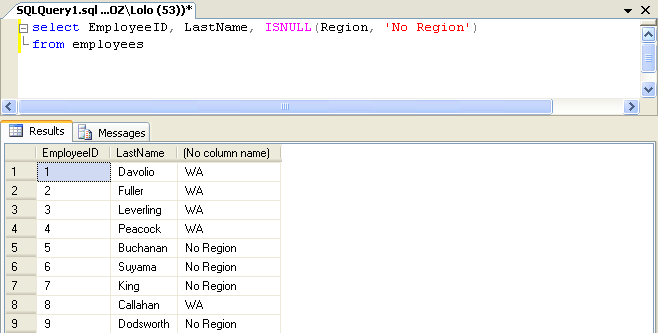 SQLQuery1.sql ...OZ\Lolo (53))*
select EmployeeID, LastName, ISNULL(Region, 'No Region')
from employees
Results Messages
EmployeeID LastName (No column name)
1 1 Davolio WA
2 2 Fuller WA
3 3 Leverling WA
4 4 Peacock WA
5 5 Buchanan No Region
6 6 Suyama No Region
7 7 King No Region
8 8 Callahan WA
9 9 Dodsworth No Region